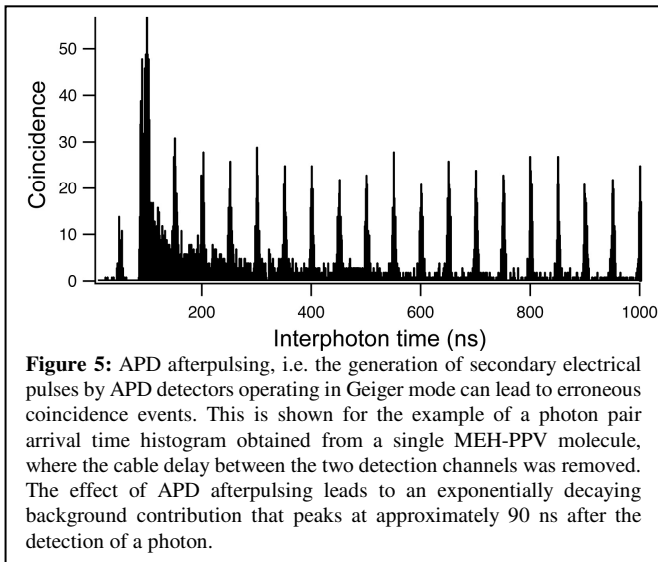 50
40
30
20
10
0
Coincidence
200
400
600
800
1000
Interphoton time (ns)
Figure 5: APD afterpulsing, i.e. the generation of secondary electrical
pulses by APD detectors operating in Geiger mode can lead to erroneous
coincidence events. This is shown for the example of a photon pair
arrival time histogram obtained from a single MEH-PPV molecule,
where the cable delay between the two detection channels was removed.
The effect of APD afterpulsing leads to an exponentially decaying
background contribution that peaks at approximately 90 ns after the
detection of a photon.